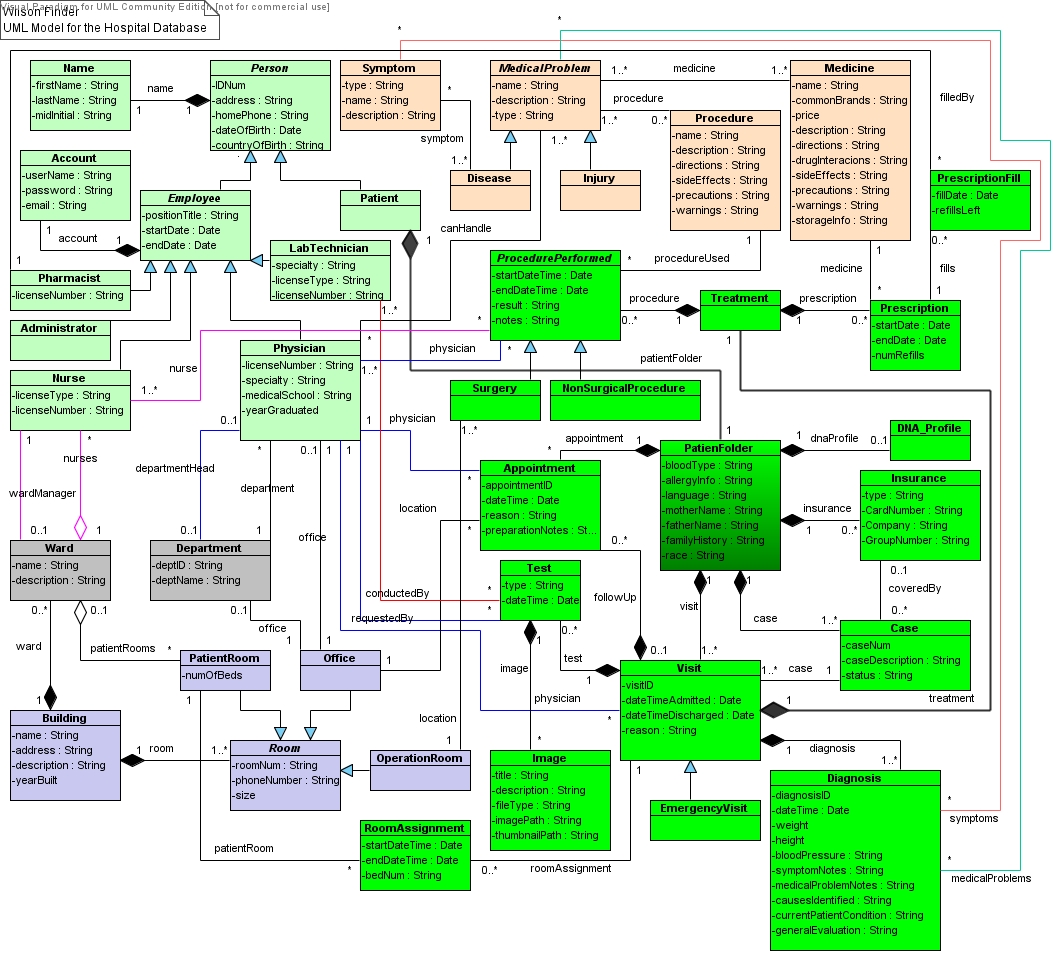 Visual Paradigm for UML Community Edition [not for commercial use]
Wilson Finder
UML Model for the Hospital Database
Name
-firstName : String
-lastName : String
-midInitial : String
name
1
1
Person
-IDNum
-address : String
-homePhone : String
-dateOfBirth : Date
-countryOfBirth : String
Symptom
-type : String
-name : String
-description : String
*
*
symptom
1..*
MedicalProblem
-name : String
-description : String
-type : String
*
1..*
medicine
1..*
procedure
1..*
0..*
Medicine
-name : String
-commonBrands : String
-price
-description : String
-directions : String
-drugInteracions : String
-sideEffects : String
-precautions : String
-warnings : String
-storageInfo : String
Procedure
-name : String
-description : String
-directions : String
-sideEffects : String
-precautions : String
-warnings : String
filledBy
*
PrescriptionFill
-fillDate : Date
-refillsLeft
0..*
fills
1
Account
-userName : String
-password : String
-email : String
1
account
1
Employee
-positionTitle : String
-startDate : Date
-endDate : Date
Patient
1
Disease
Injury
canHandle
1
procedureUsed
*
1
medicine
*
1
Pharmacist
-licenseNumber : String
LabTechnician
-specialty : String
-licenseType : String
-licenseNumber : String
1..*
ProcedurePerformed
-startDateTime : Date
-endDateTime : Date
-result : String
-notes : String
procedure
0..*
1
Treatment
1
prescription
1
0..*
Prescription
-startDate : Date
-endDate : Date
-numRefills
Administrator
Nurse
-licenseType : String
-licenseNumber : String
nurse
1..*
*
Physician
-licenseNumber : String
-specialty : String
-medicalSchool : String
-yearGraduated
*
1..*
physician
*
patientFolder
Surgery
NonSurgicalProcedure
1..*
1
nurses
*
wardManager
0..1
1
0..1
departmentHead
0..1
*
department
1
0..1
1
1
office
1
physician
*
location
*
Appointment
-appointmentID
-dateTime : Date
-reason : String
-preparationNotes : St...
appointment
*
1
1
PatienFolder
-bloodType : String
-allergyInfo : String
-language : String
-motherName : String
-fatherName : String
-familyHistory : String
-race : String
1
dnaProfile
0..1
DNA_Profile
insurance
1
0..*
Insurance
-type : String
-CardNumber : String
-Company : String
-GroupNumber : String
0..1
coveredBy
0..*
Ward
-name : String
-description : String
0..*
0..1
ward
1
patientRooms
*
Department
-deptID : String
-deptName : String
0..1
office
1
1
Test
-type : String
-dateTime : Date
conductedBy
*
requestedBy
*
1
0..*
0..*
followUp
0..1
test
1
visit
1
1..*
1
case
1..*
Case
-caseNum
-caseDescription : String
-status : String
PatientRoom
-numOfBeds
1
Office
1
image
*
physician
*
Visit
-visitID
-dateTimeAdmitted : Date
-dateTimeDischarged : Date
-reason : String
1..*
case
1
1
treatment
1
diagnosis
1..*
1
Building
-name : String
-address : String
-description : String
-yearBuilt
1
room
1..*
Room
-roomNum : String
-phoneNumber : String
-size
location
1
OperationRoom
Image
-title : String
-description : String
-fileType : String
-imagePath : String
-thumbnailPath : String
EmergencyVisit
Diagnosis
-diagnosisID
-dateTime : Date
-weight
-height
-bloodPressure : String
-symptomNotes : String
-medicalProblemNotes : String
-causesIdentified : String
-currentPatientCondition : String
-generalEvaluation : String
*
symptoms
*
medicalProblems
patientRoom
*
RoomAssignment
-startDateTime : Date
-endDateTime : Date
-bedNum : String
0..*
roomAssignment